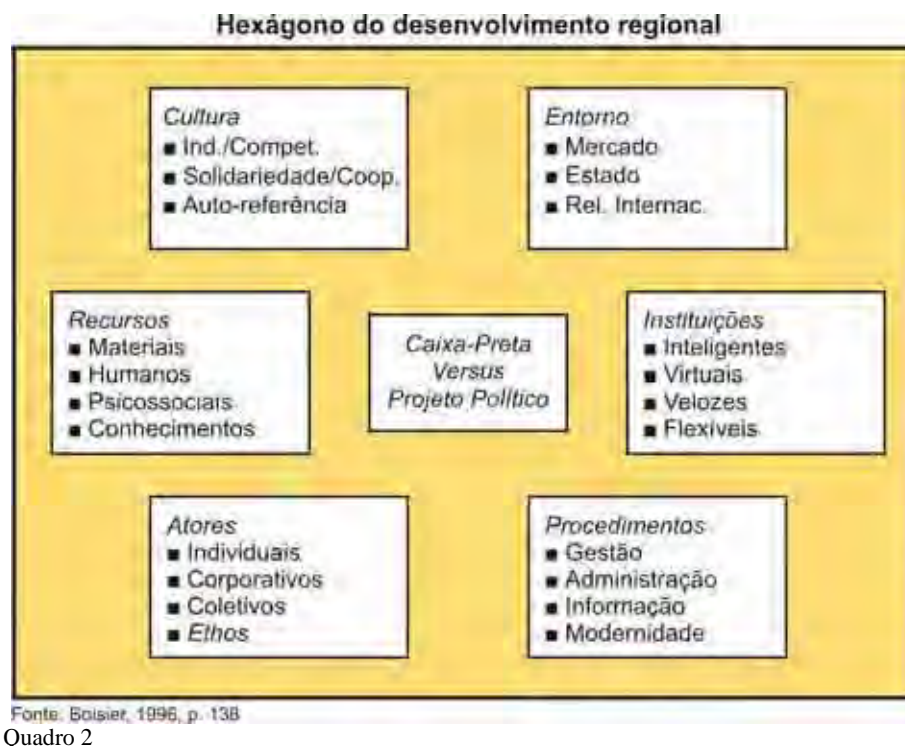 Hexágono do desenvolvimento regional
Cultura
■ Ind./Compet.
■ Solidariedade/Coop.
■ Auto-referência
Entorno
■ Mercado
■ Estado
■ Rel. Internac.
Recursos
■ Materiais
■ Humanos
■ Psicossociais
■ Conhecimentos
Caixa-Preta
Versus
Projeto Político
Instituições
■ Inteligentes
■ Virtuais
■ Velozes
■ Flexíveis
Atores
■ Individuais
■ Corporativos
■ Coletivos
■ Ethos
Procedimentos
■ Gestão
■ Administração
■ Informação
■ Modernidade
Fonte: Boisier, 1996, p. 138
Quadro 2